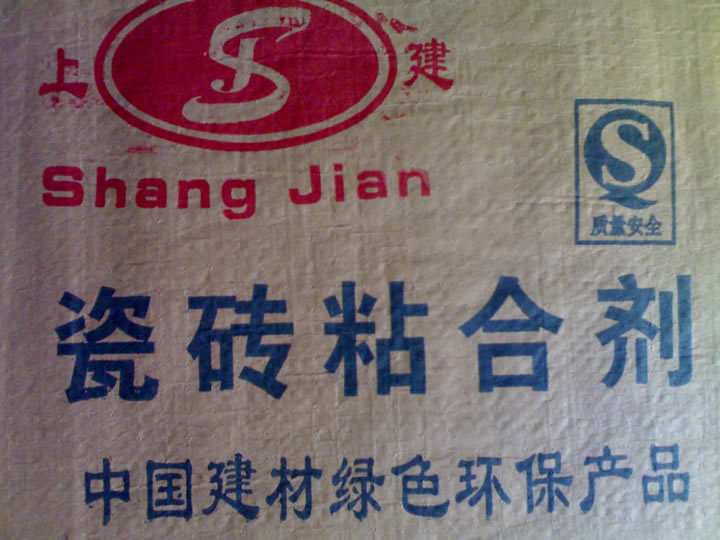 上建
Shang Jian
质量安全
瓷砖粘合剂
中国建材绿色环保产品